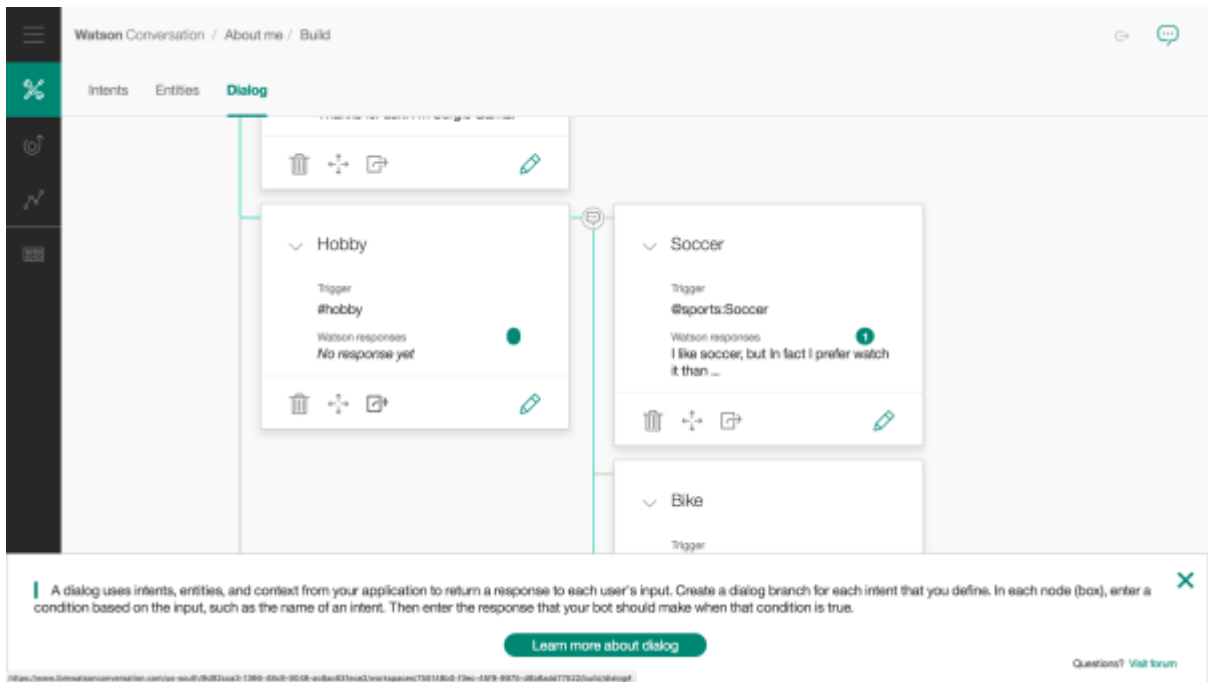 Watson Conversation / About me / Build
Intents Entities Dialog
Hobby
Trigger
#hobby
Watson responses
No response yet
Soccer
Trigger
@sports:Soccer
Watson responses
1
I like soccer, but In fact I prefer watch
it than ...
Bike
Trigger
A dialog uses intents, entities, and context from your application to return a response to each user's input. Create a dialog branch for each intent that you define. In each node (box), enter a
condition based on the input, such as the name of an intent. Then enter the response that your bot should make when that condition is true.
Learn more about dialog
Questions? Visit forum